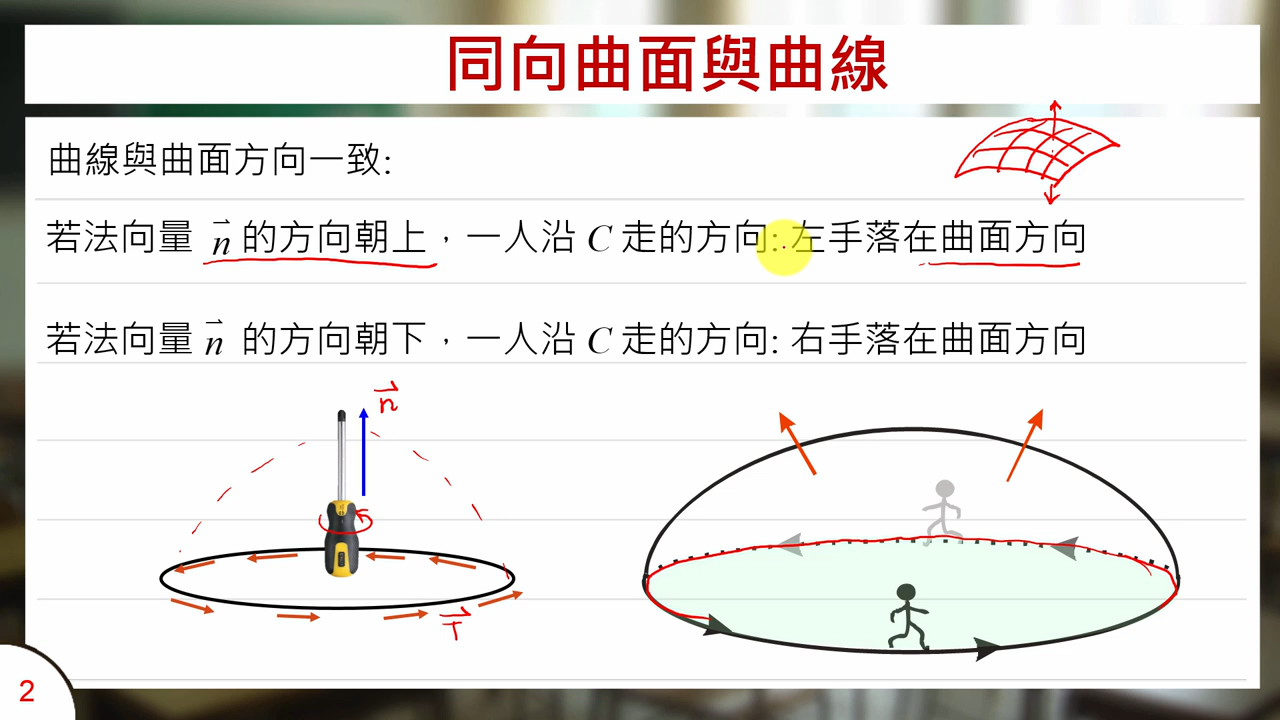 同向曲面與曲線
曲線與曲面方向一致:
若法向量 n⃗ 的方向朝上，一人沿 C 走的方向: 左手落在曲面方向
若法向量 n⃗ 的方向朝下，一人沿 C 走的方向: 右手落在曲面方向
n⃗
T⃗
2